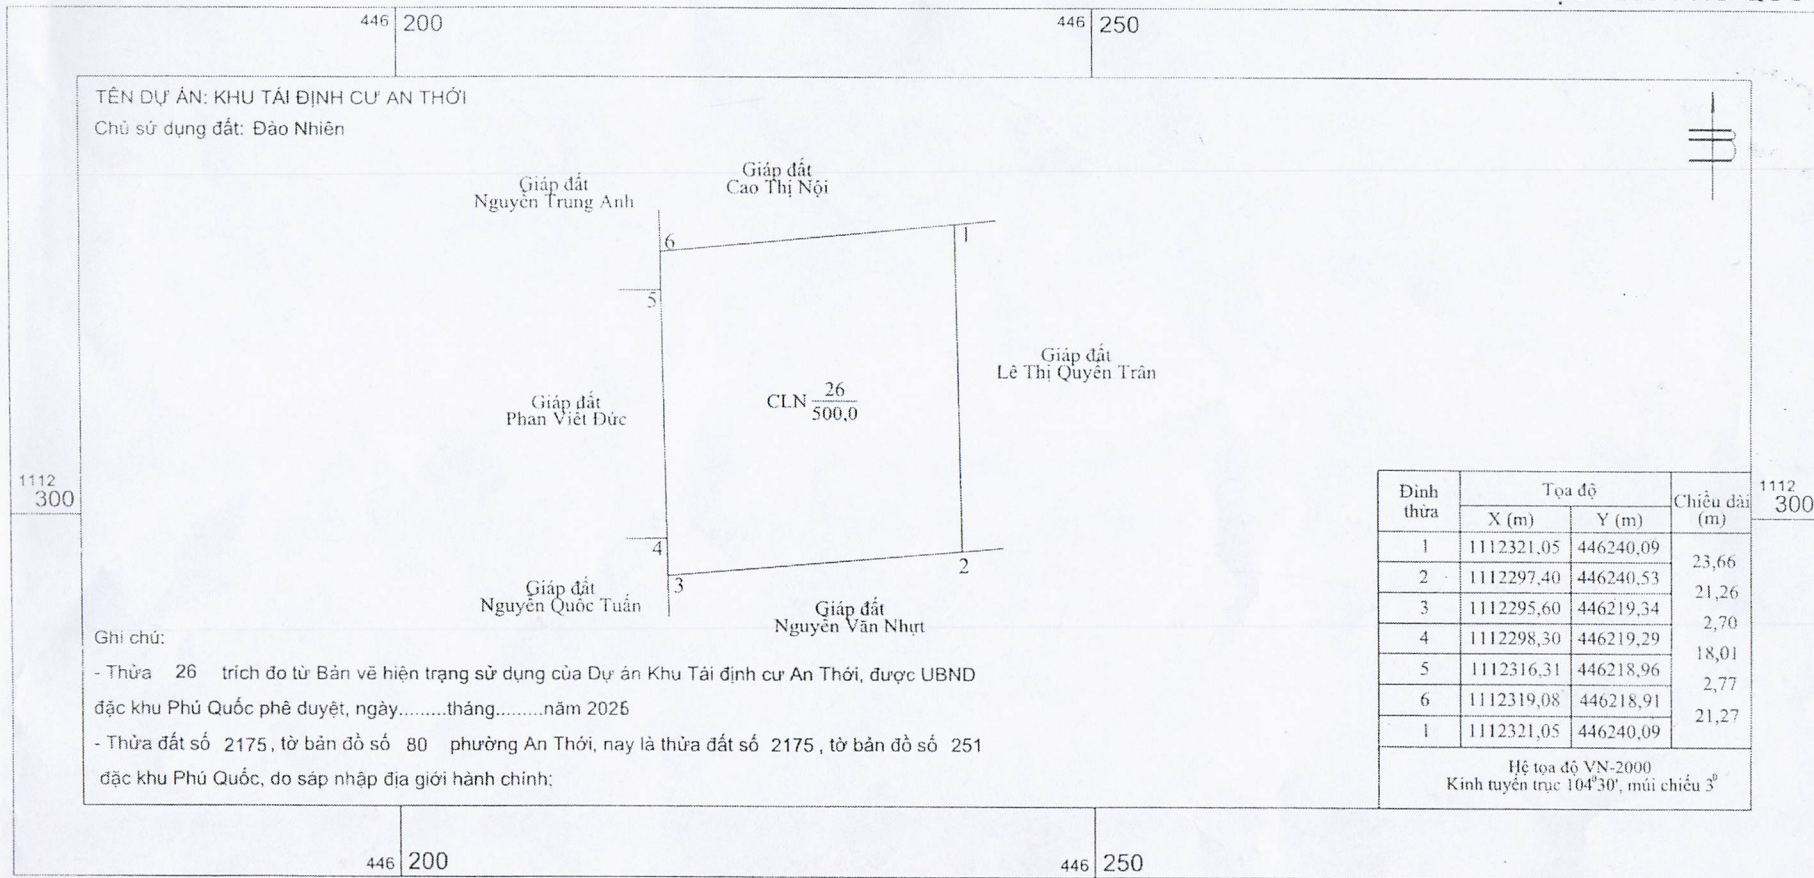 446 200
446 250
TÊN DỰ ÁN: KHU TÁI ĐỊNH CƯ AN THỚI
Chủ sử dụng đất: Đào Nhiên
Giáp đất
Nguyễn Trung Anh
Giáp đất
Cao Thị Nội
6
1
5
Giáp đất
Lê Thị Quyền Trân
Giáp đất
Phan Viết Đức
CLN 26
500,0
1112
300
4
3
2
Giáp đất
Nguyễn Quốc Tuấn
Giáp đất
Nguyễn Văn Nhựt
Đỉnh thửa Tọa độ Chiều dài (m)
X (m) Y (m)
1 1112321,05 446240,09
23,66
2 1112297,40 446240,53
21,26
3 1112295,60 446219,34
2,70
4 1112298,30 446219,29
18,01
5 1112316,31 446218,96
2,77
6 1112319,08 446218,91
21,27
1 1112321,05 446240,09
Hệ tọa độ VN-2000
Kinh tuyến trục 104°30', múi chiếu 3°
1112
300
Ghi chú:
- Thửa 26 trích đo từ Bản vẽ hiện trạng sử dụng của Dự án Khu Tái định cư An Thới, được UBND
đặc khu Phú Quốc phê duyệt, ngày.........tháng.........năm 2025
- Thửa đất số 2175, tờ bản đồ số 80 phường An Thới, nay là thửa đất số 2175, tờ bản đồ số 251
đặc khu Phú Quốc, do sáp nhập địa giới hành chính;
446 200
446 250